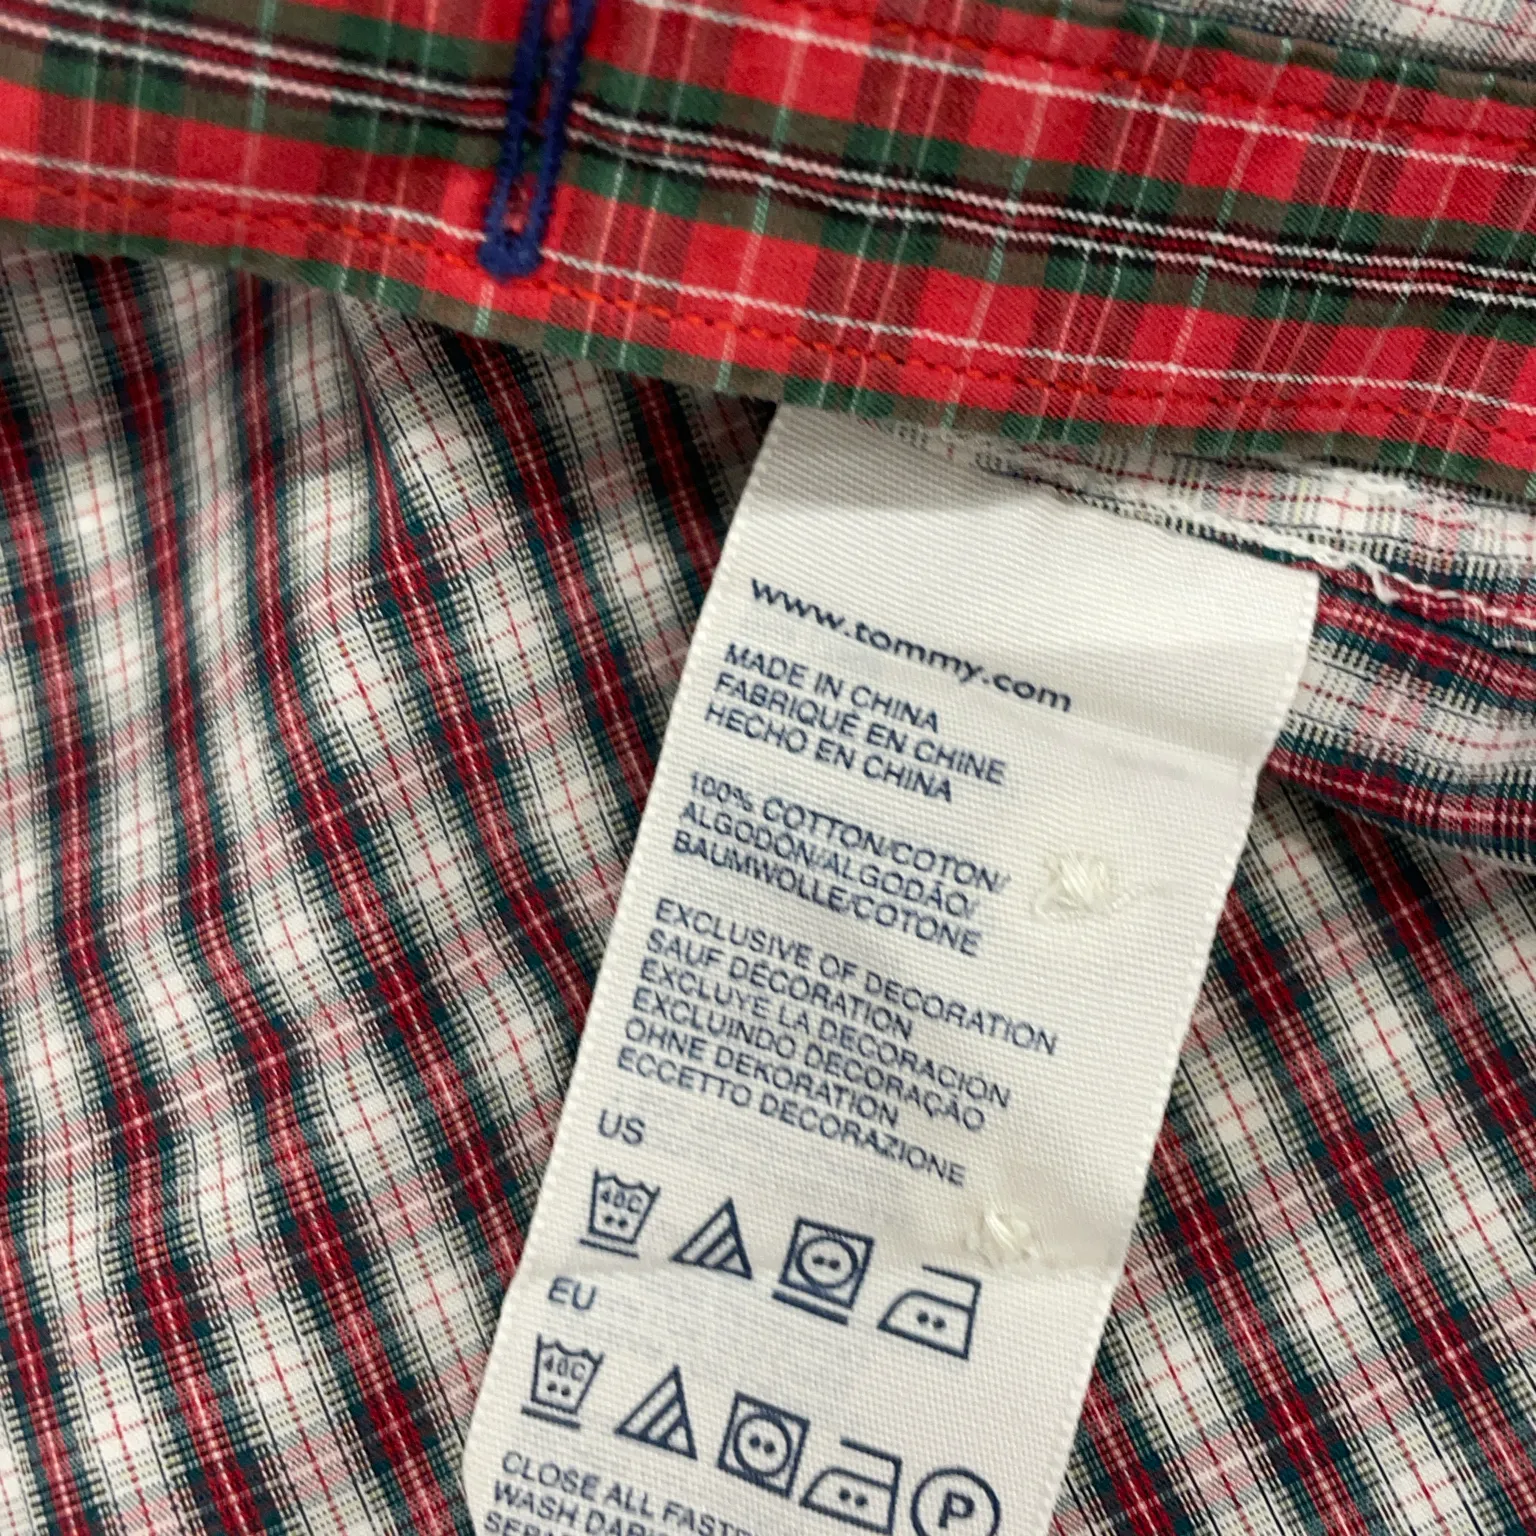 www.tommy.com
MADE IN CHINA
FABRIQUÉ EN CHINE
HECHO EN CHINA
100% COTTON/COTON/
ALGODÓN/ALGODÃO/
BAUMWOLLE/COTONE
EXCLUSIVE OF DECORATION
SAUF DÉCORATION
EXCLUYE LA DECORACIÓN
EXCLUINDO DECORAÇÃO
OHNE DEKORATION
ECCETTO DECORAZIONE
US
40C
EU
40C
P
CLOSE ALL
WASH